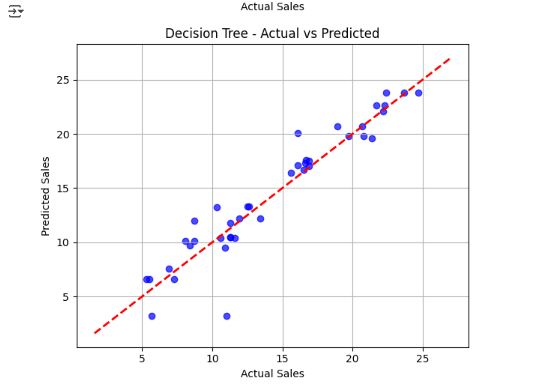 Actual Sales
Decision Tree - Actual vs Predicted
25
20
15
10
5
Predicted Sales
5 10 15 20 25
Actual Sales